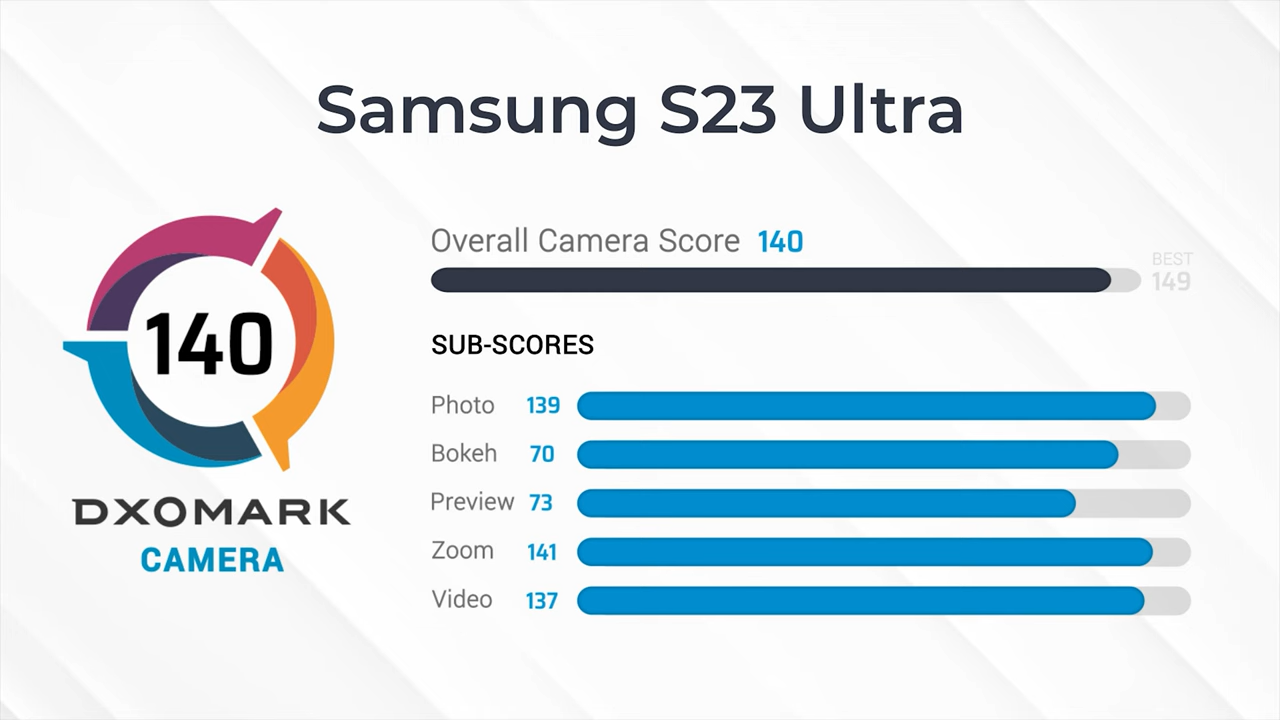 Samsung S23 Ultra
Overall Camera Score 140
BEST
149
140
SUB-SCORES
Photo 139
Bokeh 70
Preview 73
Zoom 141
Video 137
DXOMARK
CAMERA